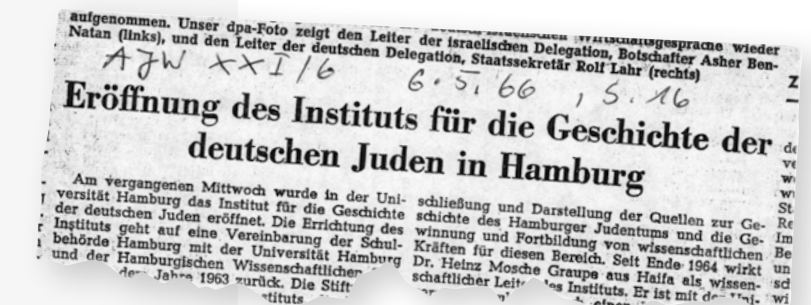 aufgenommen. Unser dpa-Foto zeigt den Leiter der israelischen Delegation, Botschafter Asher Ben-
Natan (links), und den Leiter der deutschen Delegation, Staatssekretär Rolf Lahr (rechts)
AJW XXI/6 6.5.66, S.16
Eröffnung des Instituts für die Geschichte der
deutschen Juden in Hamburg
Am vergangenen Mittwoch wurde in der Uni-
versität Hamburg das Institut für die Geschichte
der deutschen Juden eröffnet. Die Errichtung des
Instituts geht auf eine Vereinbarung der Schul-
behörde Hamburg mit der Universität Hamburg
und der Hamburgischen Wissenschaftlichen
Jahre 1963 zurück. Die Stift
schließung und Darstellung der Quellen zur Ge-
schichte des Hamburger Judentums und die Ge-
winnung und Fortbildung von wissenschaftlichen
Kräften für diesen Bereich. Seit Ende 1964 wirkt
Dr. Heinz Mosche Graupe aus Haifa als wissen-
schaftlicher Leit des Instituts. Er ist mit Uni-